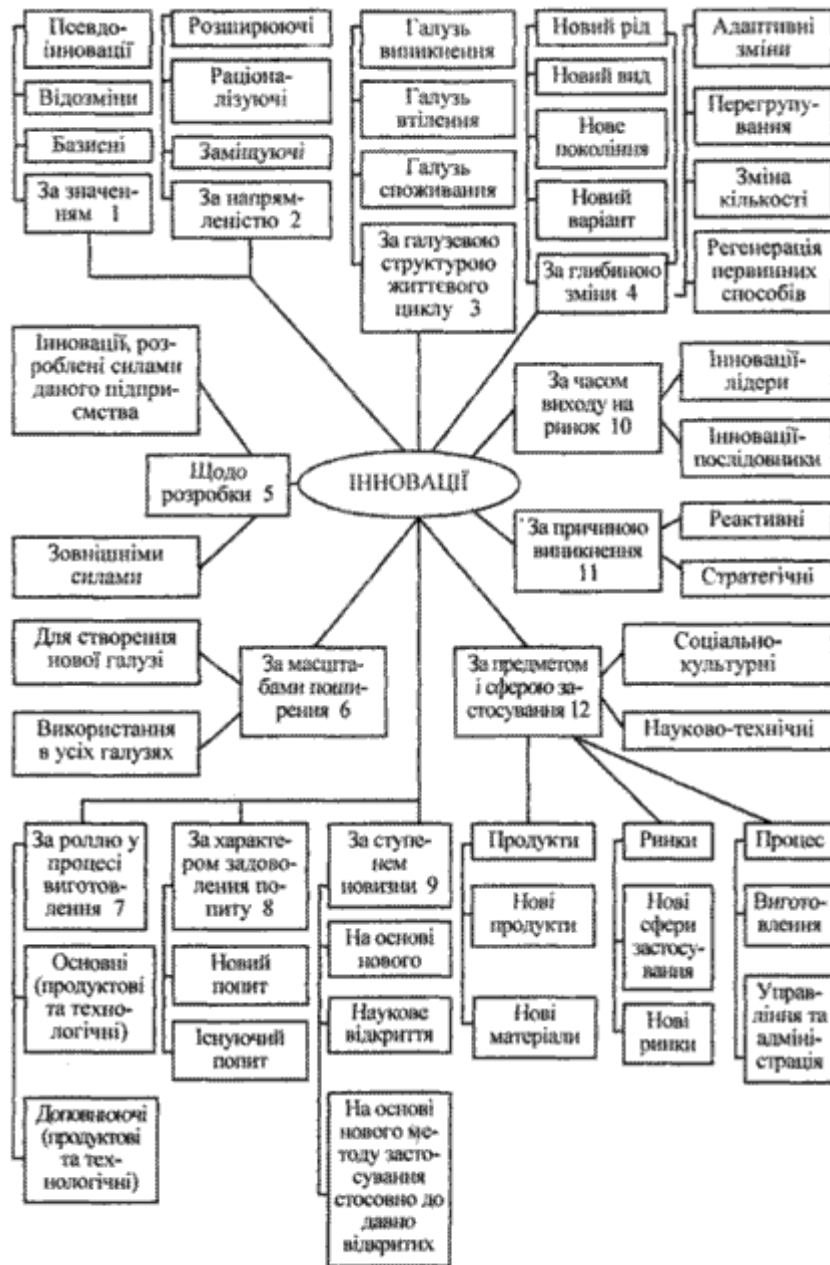 Псевдо-
інновації
Відозміни
Базисні
За значен-
ням 1
Розширюючі
Раціона-
лізуючі
Заміщуючі
За напрям-
леністю 2
Галузь
виникнення
Галузь
втілення
Галузь
споживання
За галузевою
структурою
життєвого
циклу 3
Новий рід
Новий вид
Нове
покоління
Новий
варіант
За глибиною
зміни 4
Адаптивні
зміни
Перегрупу-
вання
Зміна
кількості
Регенерація
первинних
способів
Інновації, роз-
роблені силами
даного підпри-
ємства
Щодо
розробки 5
Зовнішніми
силами
ІННОВАЦІЇ
За часом
виходу на
ринок 10
Інновації-
лідери
Інновації-
послідовники
За причиною
виникнення
11
Реактивні
Стратегічні
Для створення
нової галузі
Використання
в усіх галузях
За масшта-
бами поши-
рення 6
За предметом
і сферою за-
стосування 12
Соціально-
культурні
Науково-технічні
За роллю у
процесі
виготов-
лення 7
Основні
(продуктові
та техно-
логічні)
Доповнюючі
(продуктові
та тех-
нологічні)
За характе-
ром задово-
лення по-
питу 8
Новий
попит
Існуючий
попит
За ступе-
нем
новизни 9
На основі
нового
Наукове
відкриття
На основі
нового ме-
тоду засто-
сування
стосовно до
давно
відкритих
Продукти
Нові
продукти
Нові
матеріали
Ринки
Нові
сфери
застосу-
вання
Нові
ринки
Процес
Вигото-
влення
Управ-
ління та
адміні-
страція